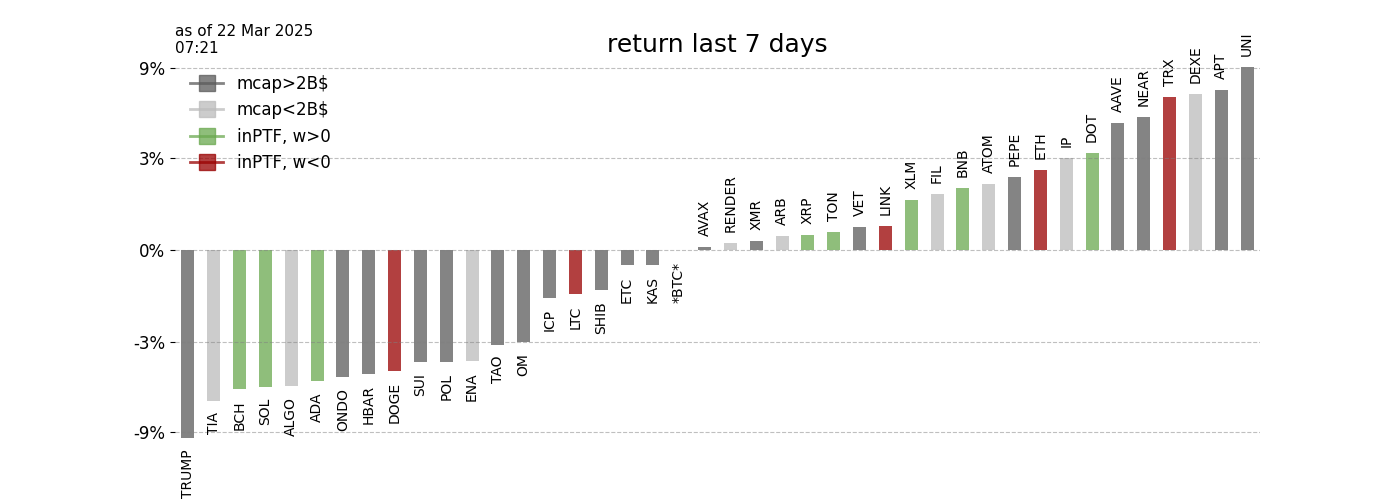 as of 22 Mar 2025
07:21
return last 7 days
mcap>2B$
mcap<2B$
inPTF, w>0
inPTF, w<0
9%
3%
0%
-3%
-9%
TRUMP
TIA
BCH
SOL
ALGO
ADA
ONDO
HBAR
DOGE
SUI
POL
ENA
TAO
OM
ICP
LTC
SHIB
ETC
KAS
*BTC*
AVAX
RENDER
XMR
ARB
XRP
TON
VET
LINK
XLM
FIL
BNB
ATOM
PEPE
ETH
IP
DOT
AAVE
NEAR
TRX
DEXE
APT
UNI